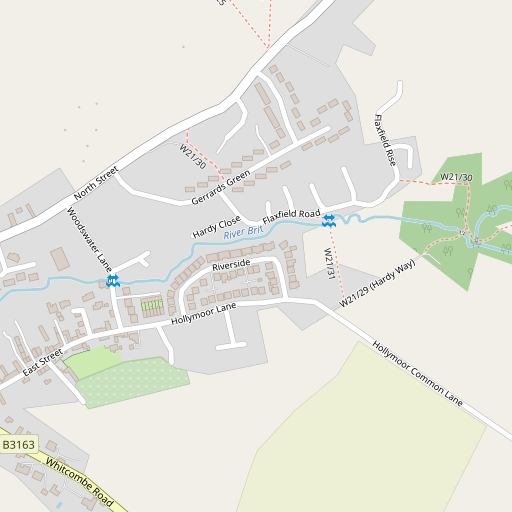 W21/30
Flaxfield Rise
North Street
Gerrards Green
W21/30
Woodswater Lane
Hardy Close
Flaxfield Road
River Brit
W21/31
Riverside
W21/29 (Hardy Way)
Hollymoor Lane
East Street
Hollymoor Common Lane
B3163
Whitcombe Road